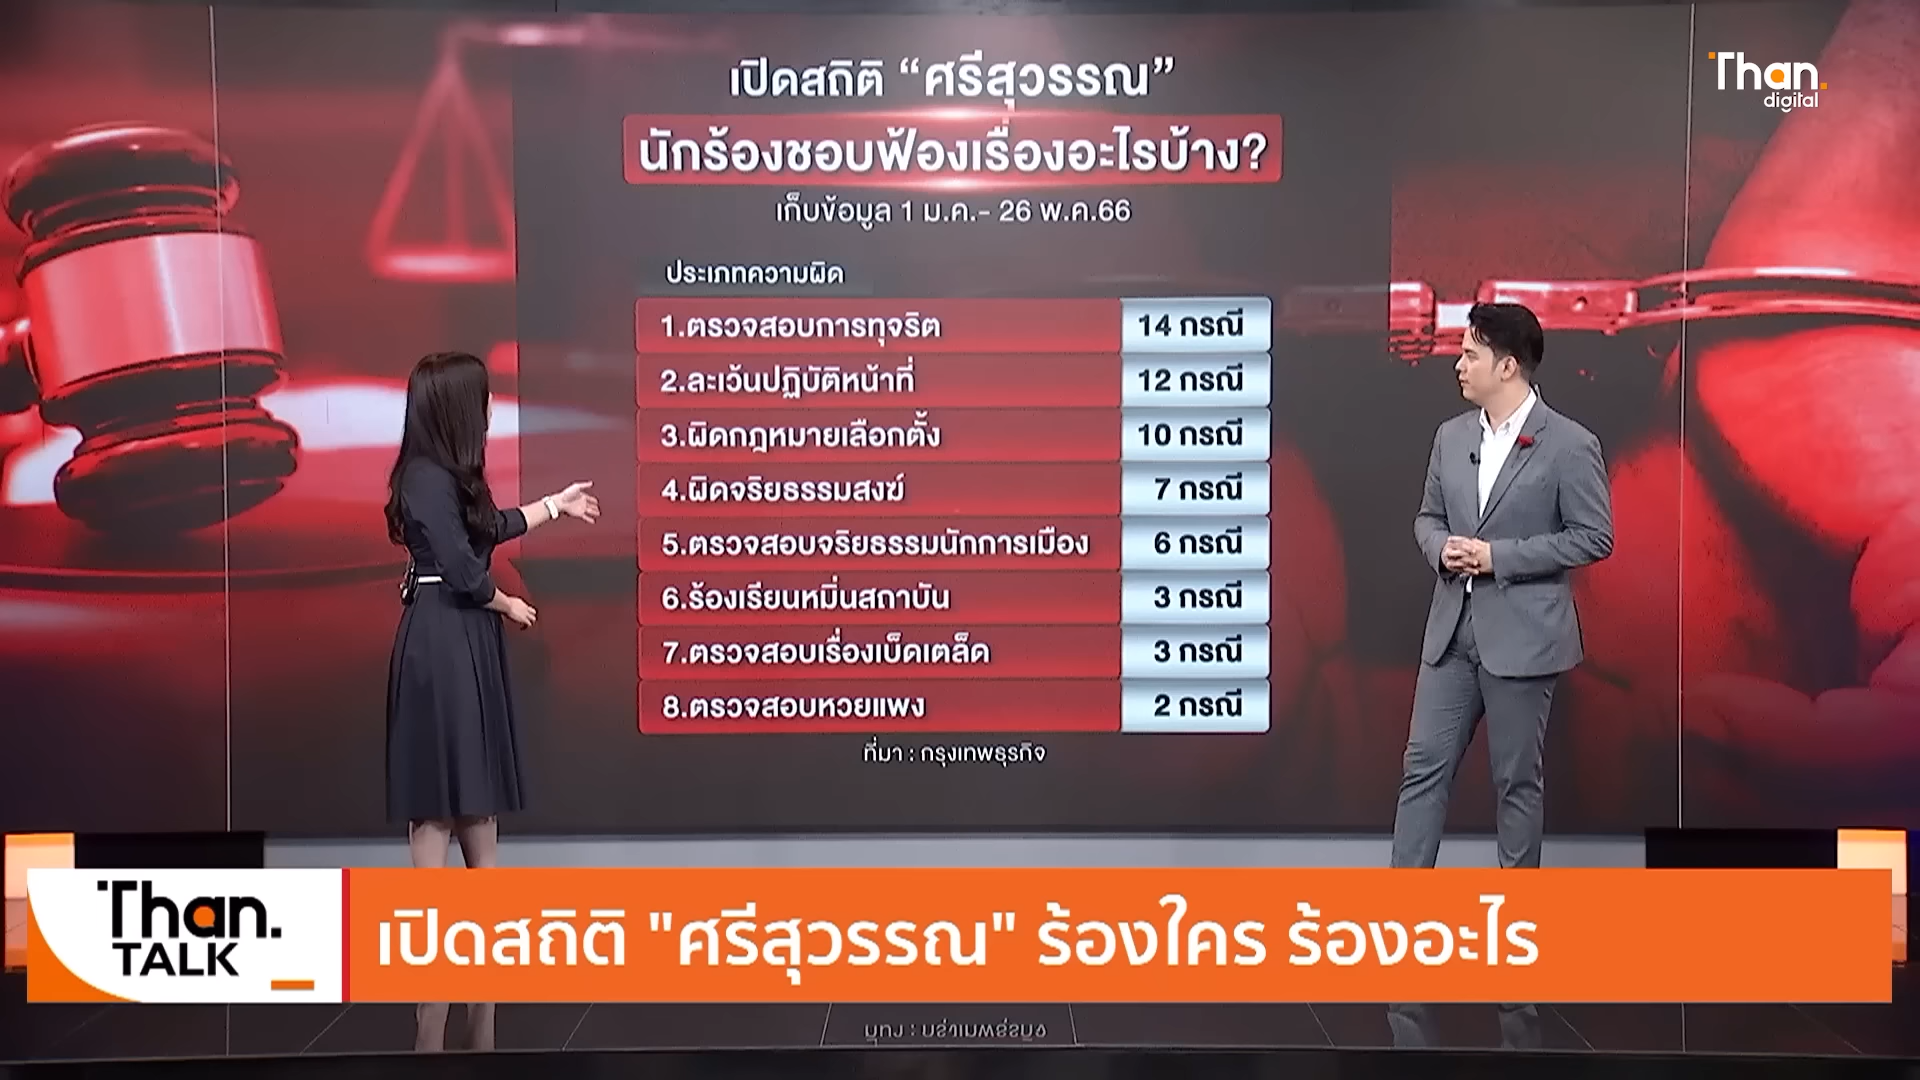 เปิดสถิติ “ศรีสุวรรณ”
นักร้องชอบฟ้องเรื่องอะไรบ้าง?
เก็บข้อมูล 1 ม.ค.- 26 พ.ค.66
Than.
digital
ประเภทความผิด
1.ตรวจสอบการทุจริต 14 กรณี
2.ละเว้นปฏิบัติหน้าที่ 12 กรณี
3.ผิดกฎหมายเลือกตั้ง 10 กรณี
4.ผิดจริยธรรมสงฆ์ 7 กรณี
5.ตรวจสอบจริยธรรมนักการเมือง 6 กรณี
6.ร้องเรียนหมิ่นสถาบัน 3 กรณี
7.ตรวจสอบเรื่องเบ็ดเตล็ด 3 กรณี
8.ตรวจสอบหวยแพง 2 กรณี
ที่มา : กรุงเทพธุรกิจ
Than.
TALK
เปิดสถิติ "ศรีสุวรรณ" ร้องใคร ร้องอะไร